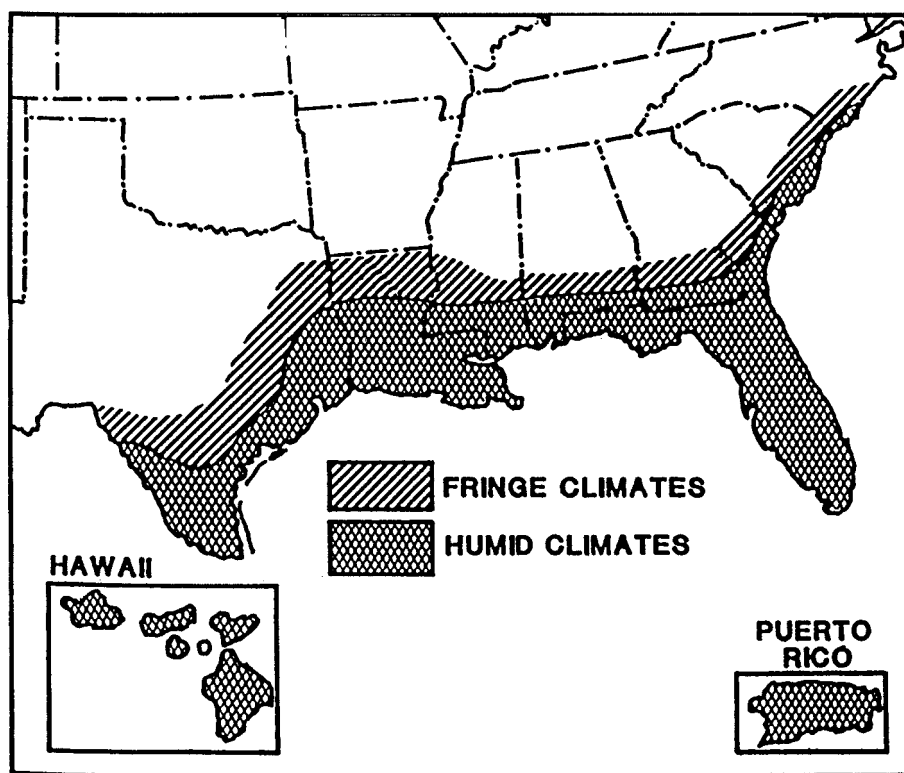 FRINGE CLIMATES
HUMID CLIMATES
HAWAII
PUERTO
RICO